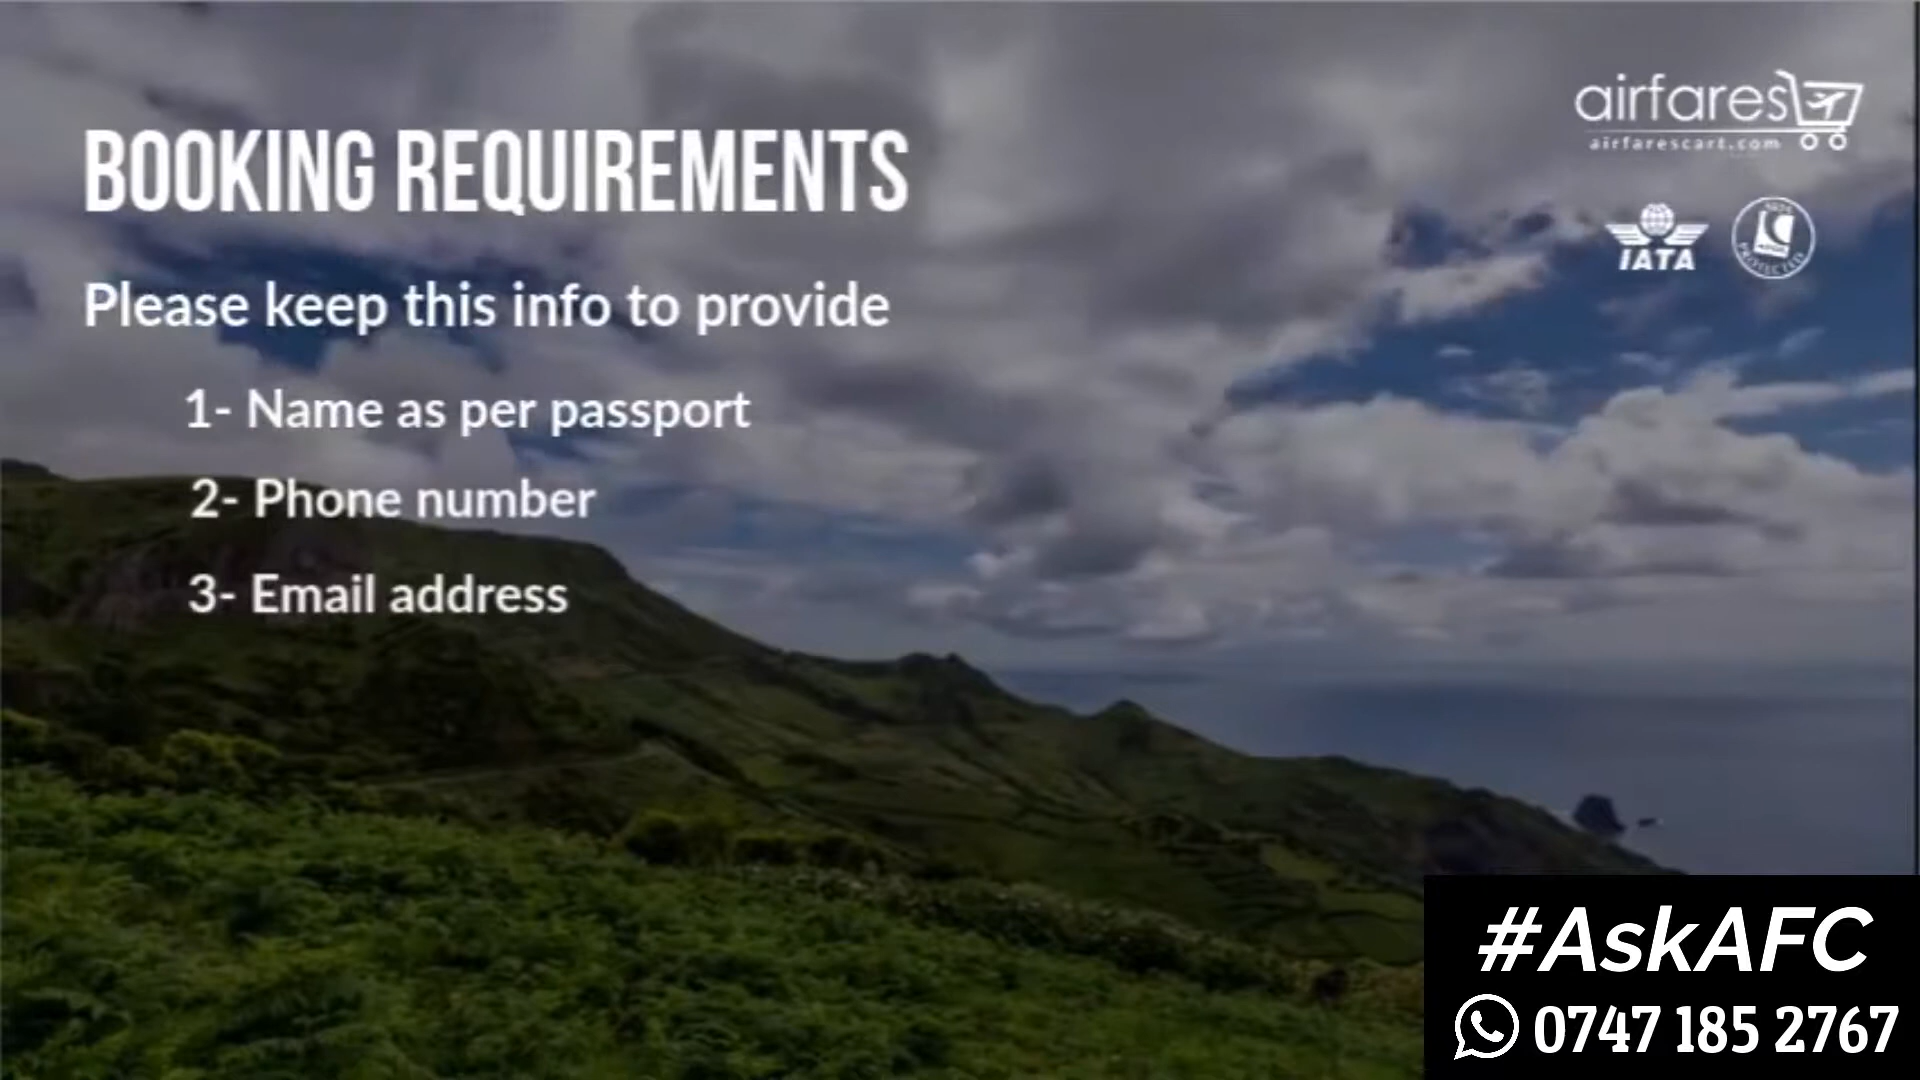 airfares
airfarescart.com
BOOKING REQUIREMENTS
IATA
PROTECTED
Please keep this info to provide
1- Name as per passport
2- Phone number
3- Email address
#AskAFC
0747 185 2767